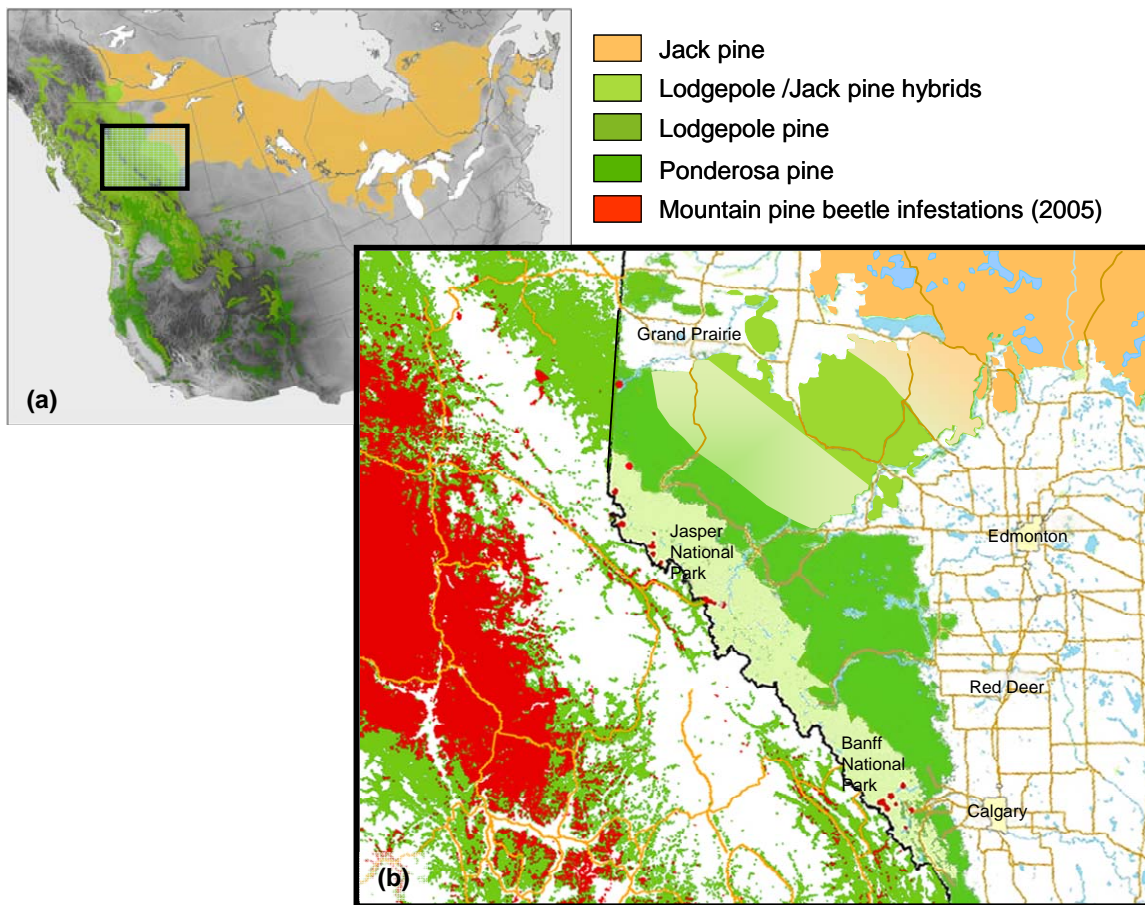 Jack pine
Lodgepole /Jack pine hybrids
Lodgepole pine
Ponderosa pine
Mountain pine beetle infestations (2005)
(a)
Grand Prairie
Jasper
National
Park
Edmonton
Red Deer
Banff
National
Park
Calgary
(b)